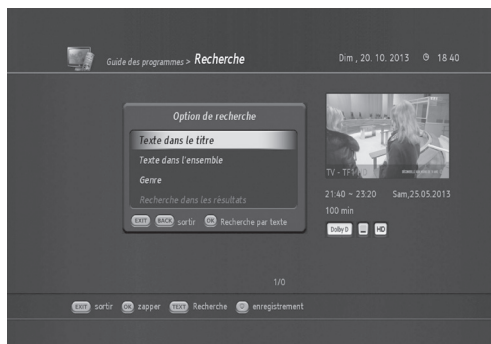 Guide des programmes > Recherche
Dim , 20. 10. 2013 18 40
Option de recherche
Texte dans le titre
Texte dans l'ensemble
Genre
Recherche dans les résultats
EXIT BACK sortir OK Recherche par texte
TV - TF1 HD
21:40 ~ 23:20 Sam,25.05.2013
100 min
Dolby D HD
1/0
EXIT sortir OK zapper TEXT Recherche enregistrement